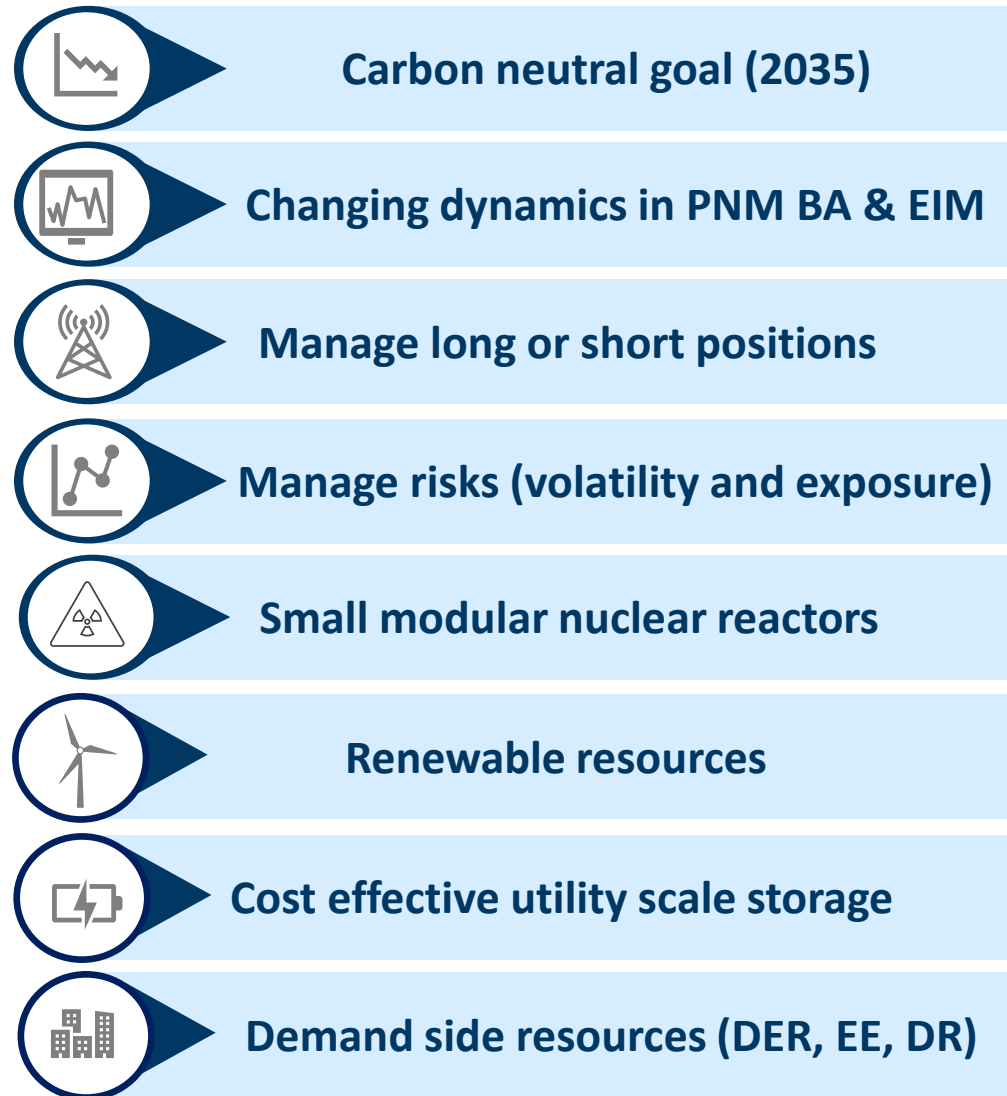 Carbon neutral goal (2035)
Changing dynamics in PNM BA & EIM
Manage long or short positions
Manage risks (volatility and exposure)
Small modular nuclear reactors
Renewable resources
Cost effective utility scale storage
Demand side resources (DER, EE, DR)